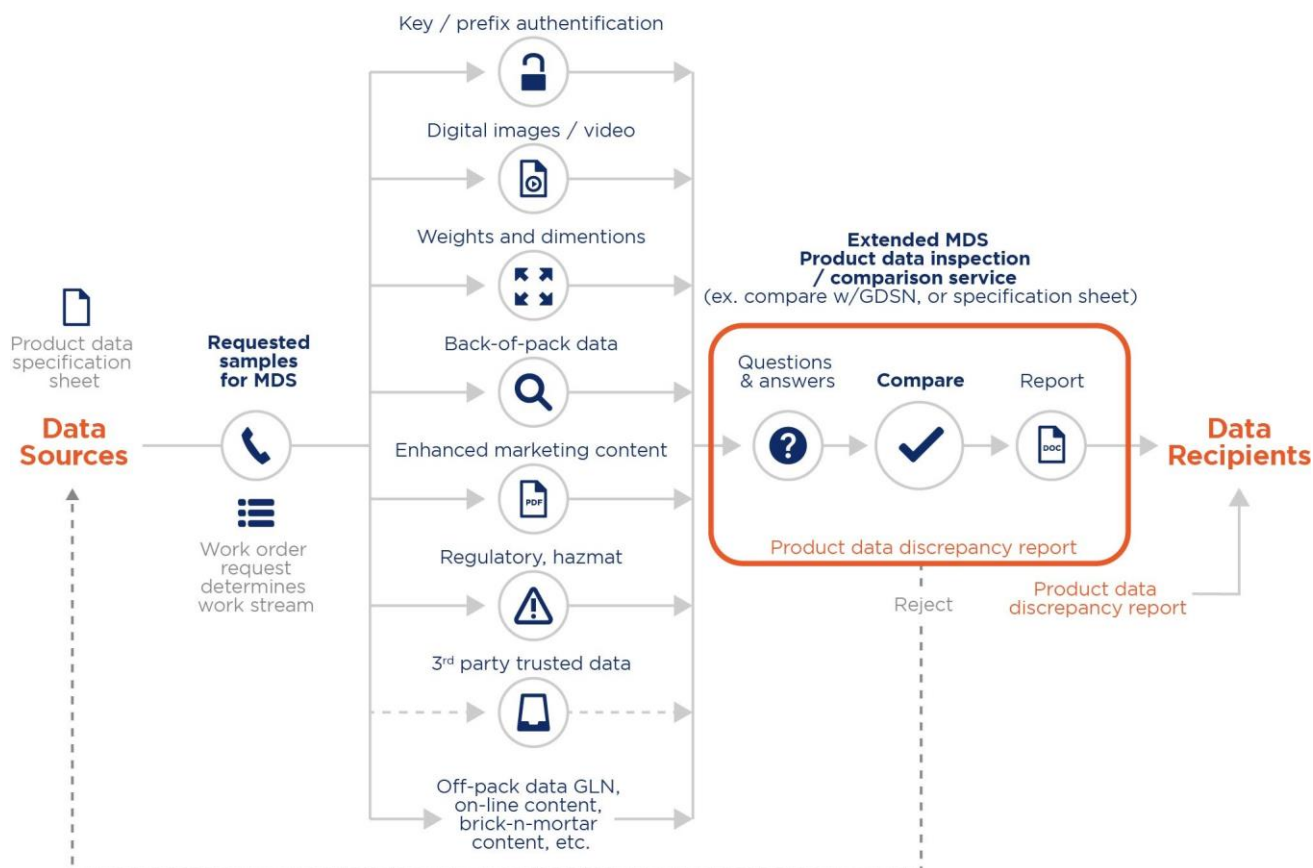 Key / prefix authentification
Digital images / video
Weights and dimentions
Extended MDS
Product data inspection
/ comparison service
(ex. compare w/GDSN, or specification sheet)
Product data
specification
sheet
Requested
samples
for MDS
Back-of-pack data
Questions
& answers
Compare
Report
Data
Sources
Enhanced marketing content
DOC
Data
Recipients
PDF
Work order
request
determines
work stream
Regulatory, hazmat
Product data discrepancy report
Reject
Product data
discrepancy report
3rd party trusted data
Off-pack data GLN,
on-line content,
brick-n-mortar
content, etc.